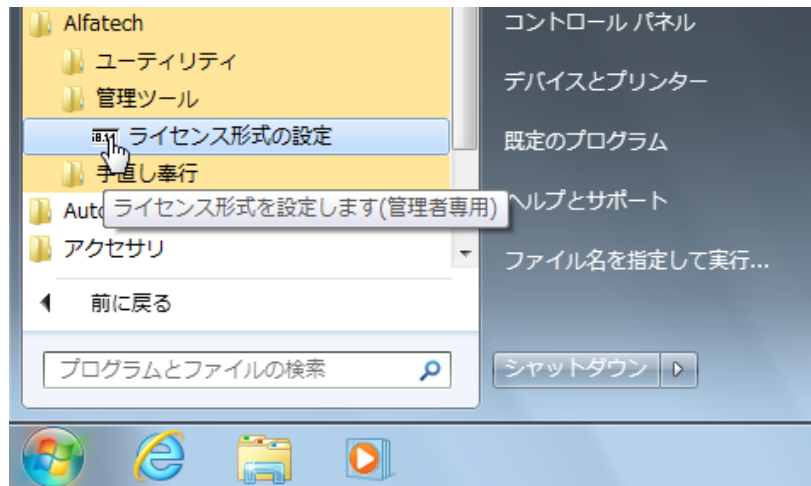 Alfatech
ユーティリティ
管理ツール
ライセンス形式の設定
手直し奉行
ライセンス形式を設定します(管理者専用)
アクセサリ
前に戻る
プログラムとファイルの検索
コントロール パネル
デバイスとプリンター
既定のプログラム
ヘルプとサポート
ファイル名を指定して実行...
シャットダウン